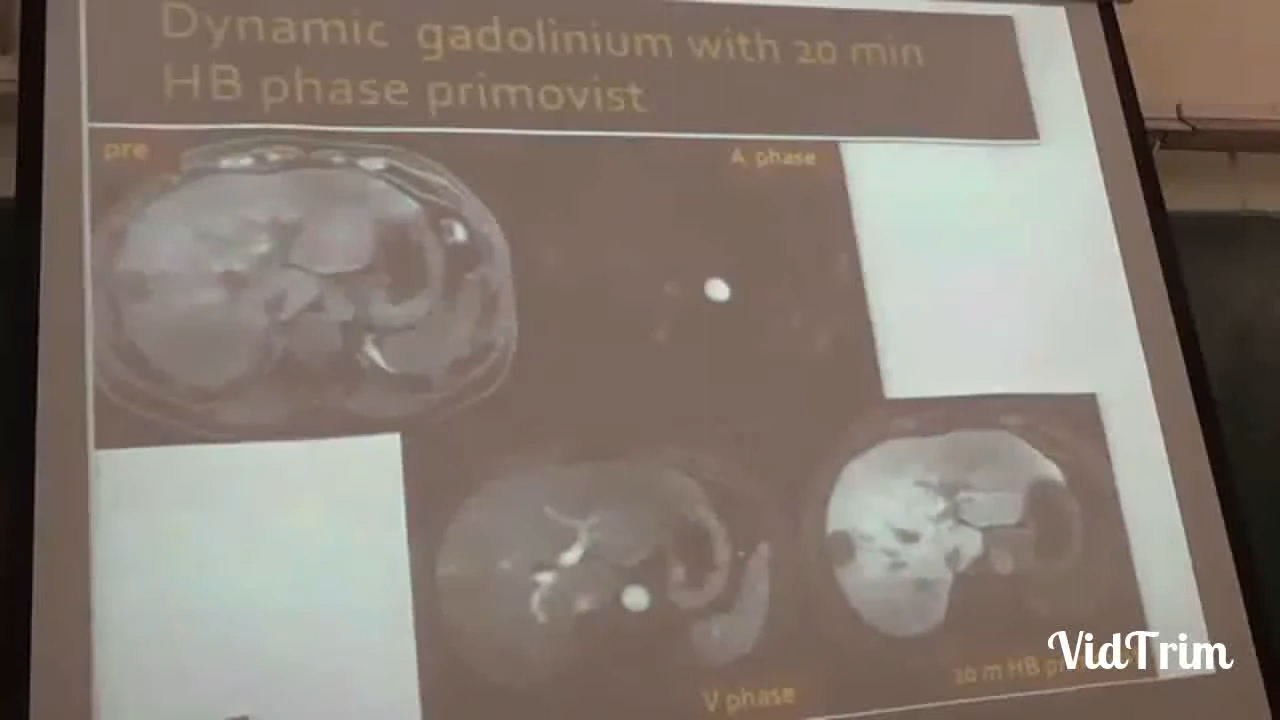 Dynamic gadolinium with 20 min
HB phase primovist
pre
A phase
V phase
20 m HB
VidTrim